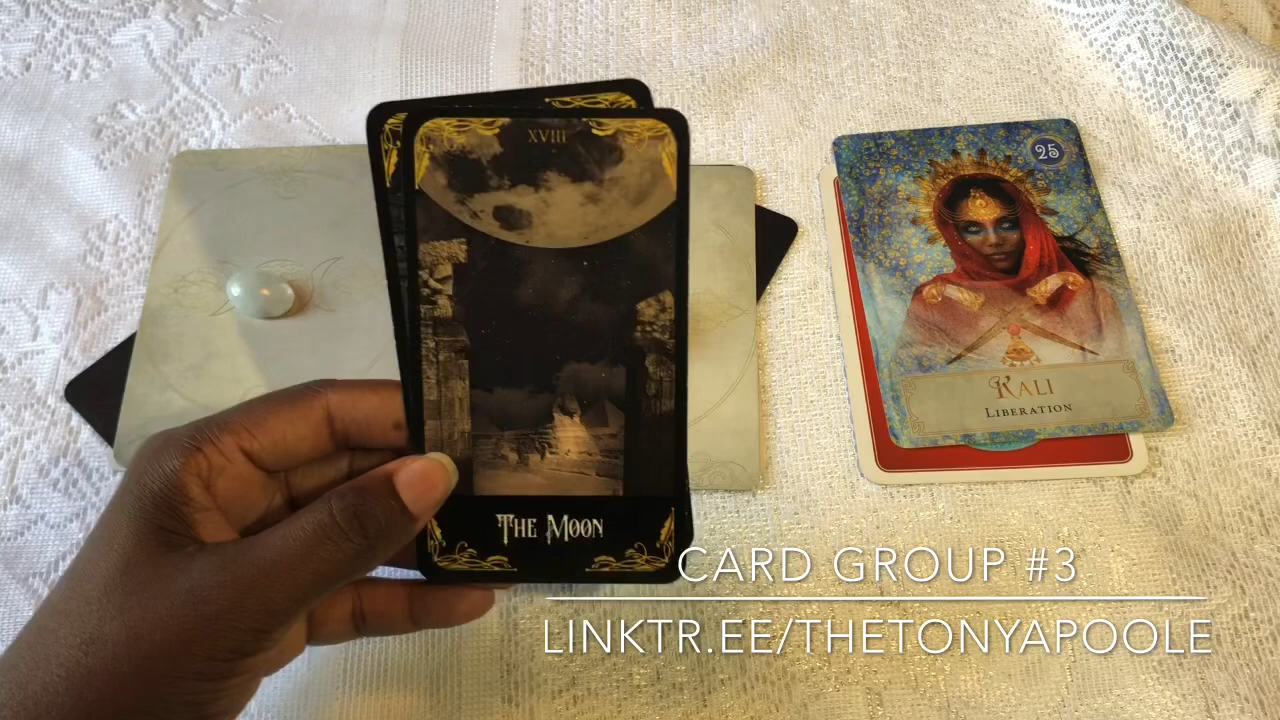 XVIII
THE MOON
25
KALI
LIBERATION
CARD GROUP #3
LINKTR.EE/THETONYAPOOLE